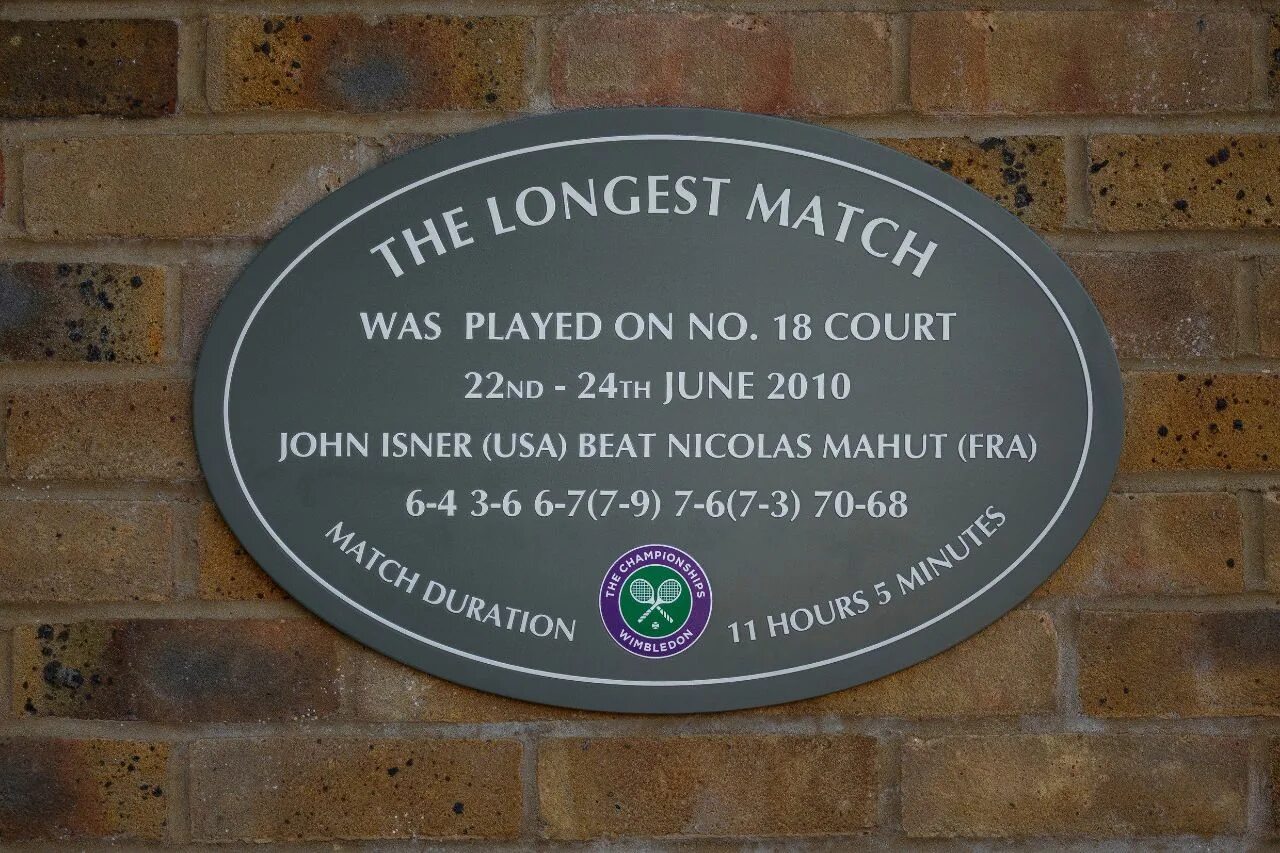 THE LONGEST MATCH
WAS PLAYED ON NO. 18 COURT
22ND - 24TH JUNE 2010
JOHN ISNER (USA) BEAT NICOLAS MAHUT (FRA)
6-4 3-6 6-7(7-9) 7-6(7-3) 70-68
MATCH DURATION
THE CHAMPIONSHIPS
WIMBLEDON
11 HOURS 5 MINUTES